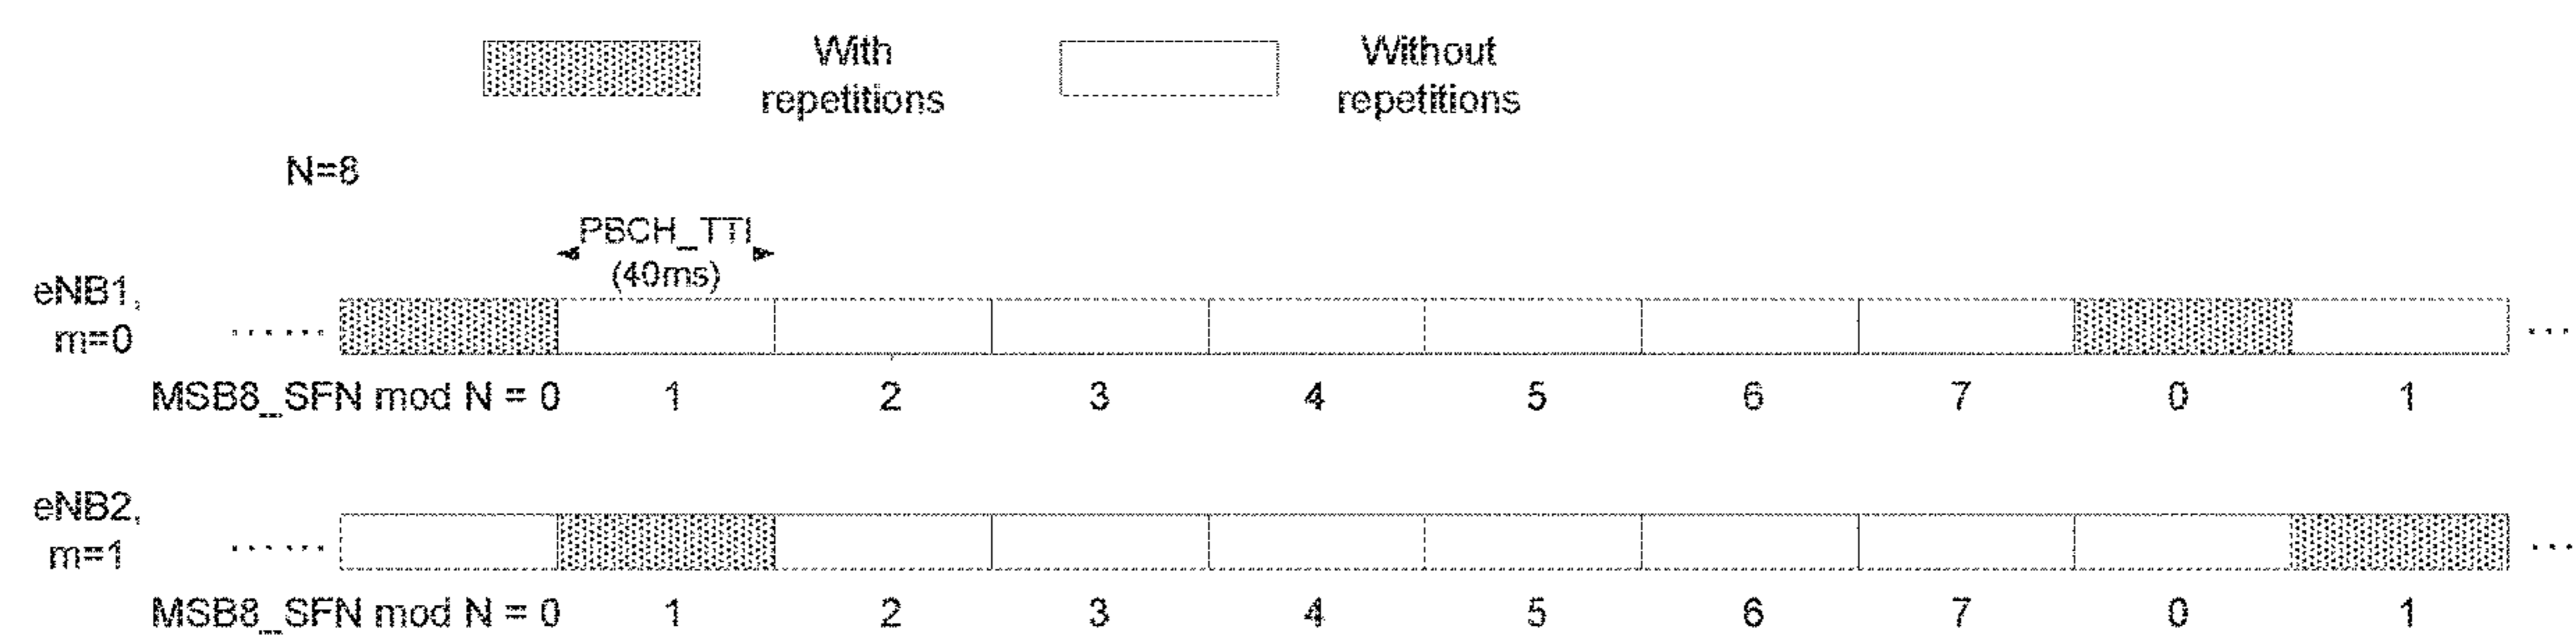 With
repetitions
Without
repetitions
N=8
PBCH_TTI
(40ms)
eNB1,
m=0
......
...
MSB8_SFN mod N = 0 1 2 3 4 5 6 7 0 1
eNB2,
m=1
......
...
MSB8_SFN mod N = 0 1 2 3 4 5 6 7 0 1